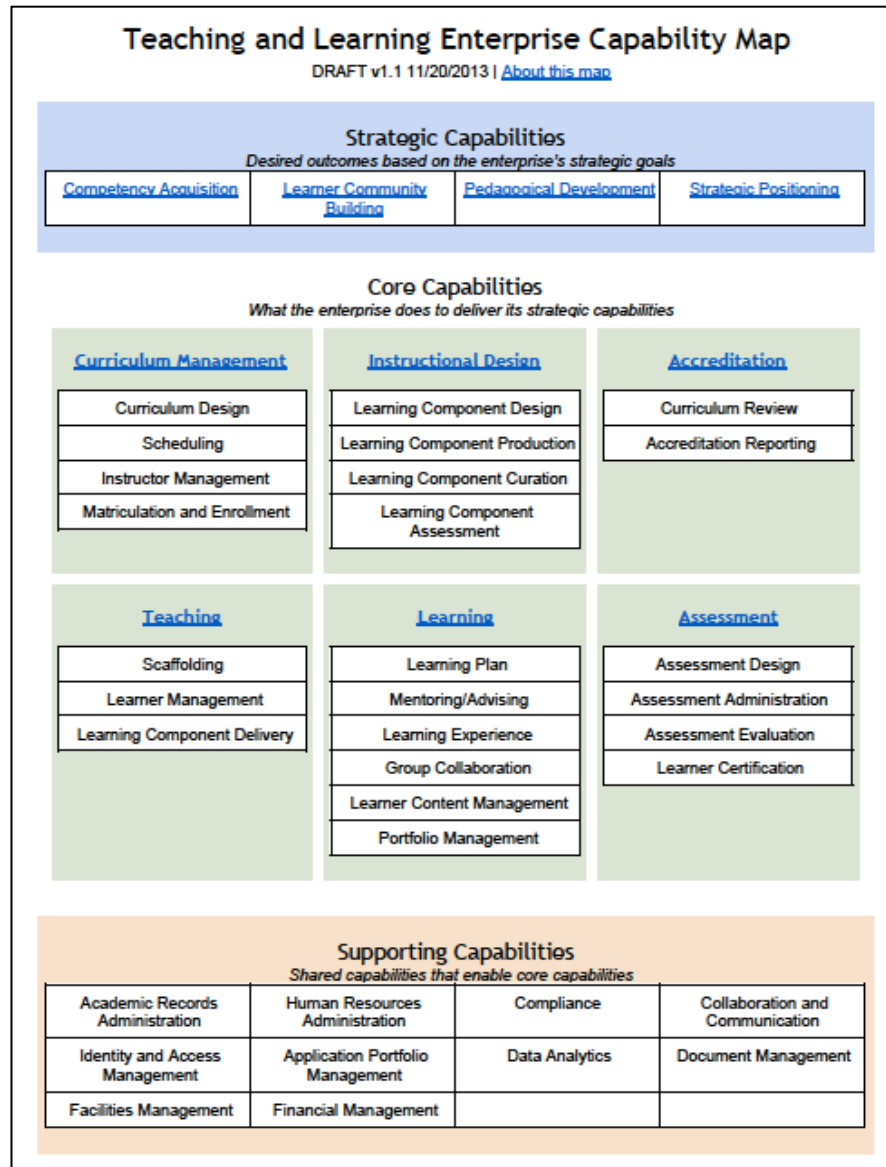 Teaching and Learning Enterprise Capability Map
DRAFT v1.1 11/20/2013 | About this map
Strategic Capabilities
Desired outcomes based on the enterprise's strategic goals
Competency Acquisition
Learner Community
Building
Pedagogical Development
Strategic Positioning
Core Capabilities
What the enterprise does to deliver its strategic capabilities
Curriculum Management
Curriculum Design
Scheduling
Instructor Management
Matriculation and Enrollment
Instructional Design
Learning Component Design
Learning Component Production
Learning Component Curation
Learning Component
Assessment
Accreditation
Curriculum Review
Accreditation Reporting
Teaching
Scaffolding
Learner Management
Learning Component Delivery
Learning
Learning Plan
Mentoring/Advising
Learning Experience
Group Collaboration
Learner Content Management
Portfolio Management
Assessment
Assessment Design
Assessment Administration
Assessment Evaluation
Learner Certification
Supporting Capabilities
Shared capabilities that enable core capabilities
Academic Records
Administration
Human Resources
Administration
Compliance
Collaboration and
Communication
Identity and Access
Management
Application Portfolio
Management
Data Analytics
Document Management
Facilities Management
Financial Management